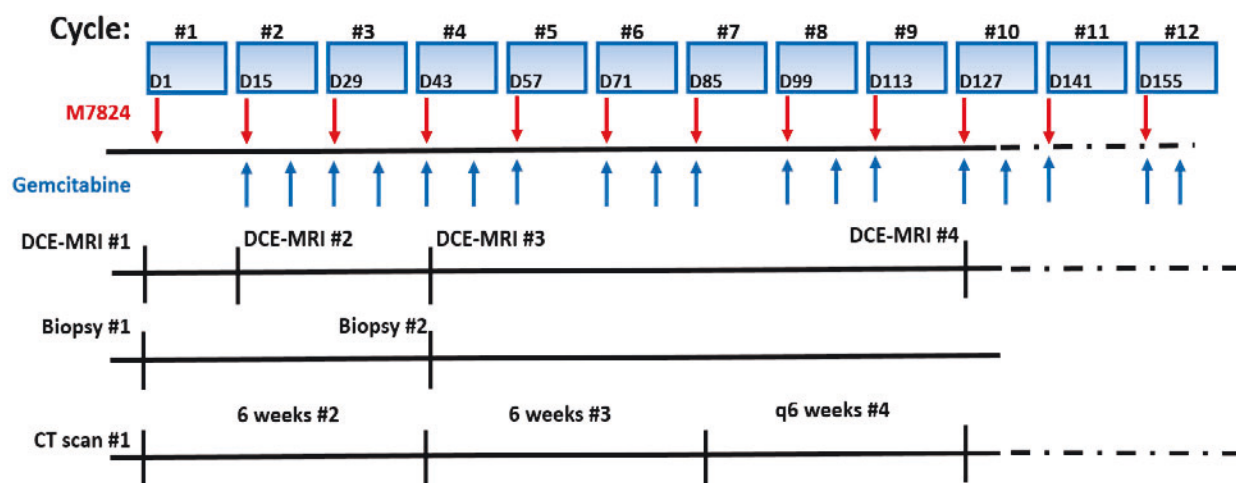 Cycle: #1 #2 #3 #4 #5 #6 #7 #8 #9 #10 #11 #12
D1 D15 D29 D43 D57 D71 D85 D99 D113 D127 D141 D155
M7824
Gemcitabine
DCE-MRI #1 DCE-MRI #2 DCE-MRI #3 DCE-MRI #4
Biopsy #1 Biopsy #2
6 weeks #2 6 weeks #3 q6 weeks #4
CT scan #1